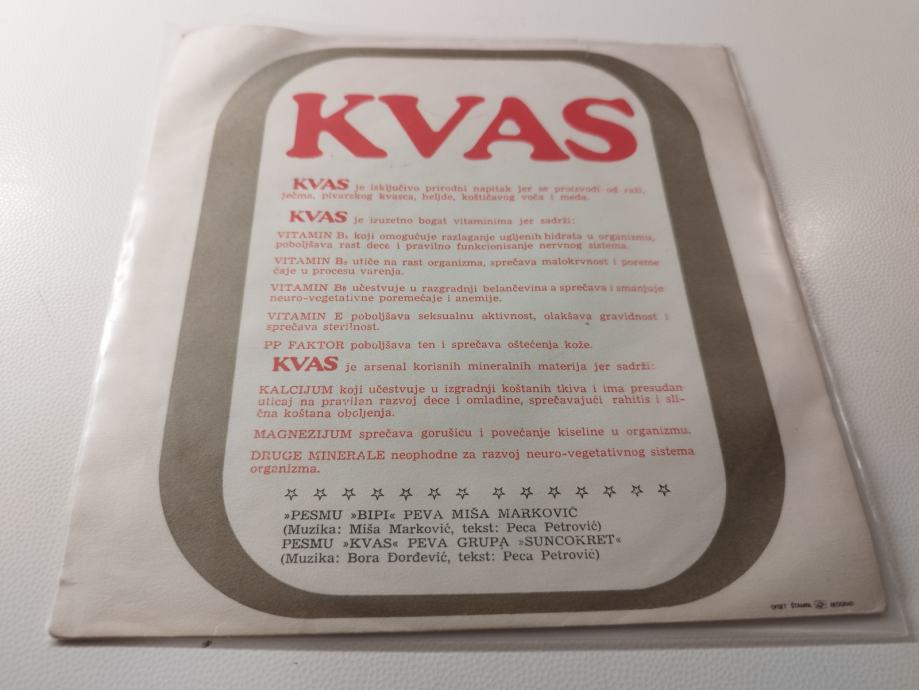 KVAS
KVAS je isključivo prirodni napitak jer se proizvodi od raži,
ječma, pivarskog kvasca, heljde, koštičavog voća i meda.
KVAS je izuzetno bogat vitaminima jer sadrži:
VITAMIN B₁ koji omogućuje razlaganje ugljenih hidrata u organizmu,
poboljšava rast dece i pravilno funkcionisanje nervnog sistema.
VITAMIN B₂ utiče na rast organizma, sprečava malokrvnost i poreme
ćaje u procesu varenja.
VITAMIN B₆ učestvuje u razgradnji belančevina a sprečava i smanjuje
neuro-vegetativne poremećaje i anemije.
VITAMIN E poboljšava seksualnu aktivnost, olakšava gravidnost i
sprečava sterilnost.
PP FAKTOR poboljšava ten i sprečava oštećenja kože.
KVAS je arsenal korisnih mineralnih materija jer sadrži:
KALCIJUM koji učestvuje u izgradnji koštanih tkiva i ima presudan
uticaj na pravilan razvoj dece i omladine, sprečavajući rahitis i sli-
čna koštana oboljenja.
MAGNEZIJUM sprečava gorušicu i povećanje kiseline u organizmu.
DRUGE MINERALE neophodne za razvoj neuro-vegetativnog sistema
organizma.
»PESMU »BIPI« PEVA MIŠA MARKOVIĆ
(Muzika: Miša Marković, tekst: Peca Petrović)
PESMU »KVAS« PEVA GRUPA »SUNCOKRET«
(Muzika: Bora Đorđević, tekst: Peca Petrović)
OFSET ŠTAMPA BEOGRAD